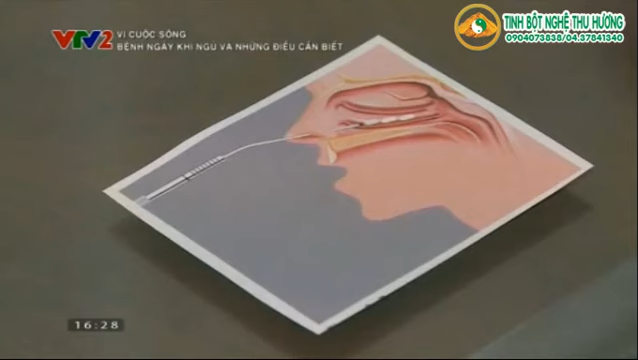 VTV2
VÌ CUỘC SỐNG
BỆNH NGÁY KHI NGỦ VÀ NHỮNG ĐIỀU CẦN BIẾT
TINH BỘT NGHỆ THU HƯƠNG
0904073838/04.37841340
16:28